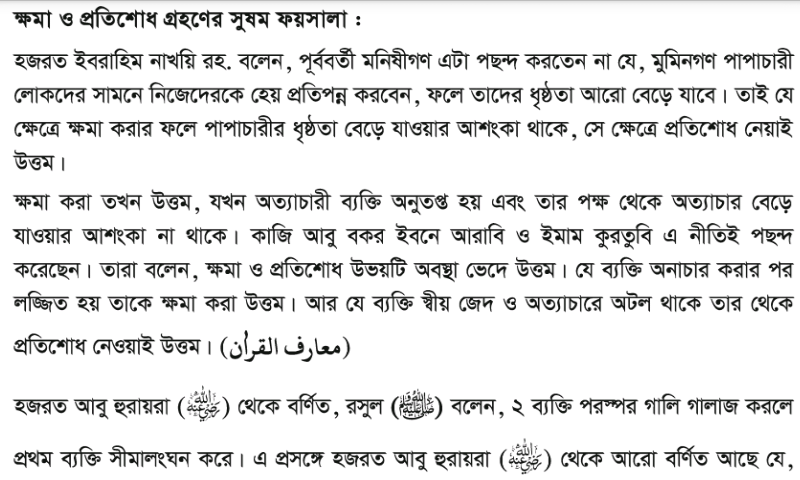 ক্ষমা ও প্রতিশোধ গ্রহণের সুষম ফয়সালা :
হজরত ইবরাহিম নাখয়ি রহ. বলেন, পূর্ববর্তী মনিষীগণ এটা পছন্দ করতেন না যে, মুমিনগণ পাপাচারী
লোকদের সামনে নিজেদেরকে হেয় প্রতিপন্ন করবেন, ফলে তাদের ধৃষ্ঠতা আরো বেড়ে যাবে। তাই যে
ক্ষেত্রে ক্ষমা করার ফলে পাপাচারীর ধৃষ্ঠতা বেড়ে যাওয়ার আশংকা থাকে, সে ক্ষেত্রে প্রতিশোধ নেয়াই
উত্তম।
ক্ষমা করা তখন উত্তম, যখন অত্যাচারী ব্যক্তি অনুতপ্ত হয় এবং তার পক্ষ থেকে অত্যাচার বেড়ে
যাওয়ার আশংকা না থাকে। কাজি আবু বকর ইবনে আরাবি ও ইমাম কুরতুবি এ নীতিই পছন্দ
করেছেন। তারা বলেন, ক্ষমা ও প্রতিশোধ উভয়টি অবস্থা ভেদে উত্তম। যে ব্যক্তি অনাচার করার পর
লজ্জিত হয় তাকে ক্ষমা করা উত্তম। আর যে ব্যক্তি স্বীয় জেদ ও অত্যাচারে অটল থাকে তার থেকে
প্রতিশোধ নেওয়াই উত্তম। (معارف القرأن)
হজরত আবু হুরায়রা (رضي الله عنه) থেকে বর্ণিত, রসুল (ﷺ) বলেন, ২ ব্যক্তি পরস্পর গালি গালাজ করলে
প্রথম ব্যক্তি সীমালংঘন করে। এ প্রসঙ্গে হজরত আবু হুরায়রা (رضي الله عنه) থেকে আরো বর্ণিত আছে যে,